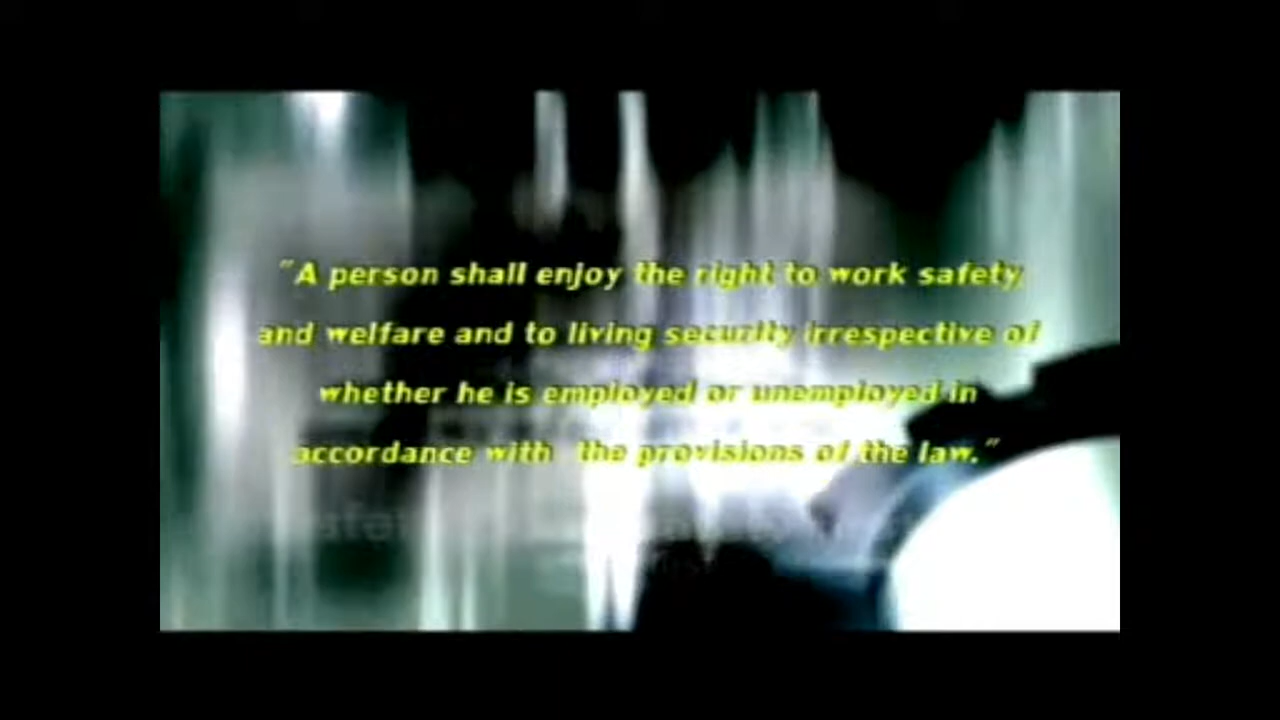 "A person shall enjoy the right to work safety,
and welfare and to living security irrespective of
whether he is employed or unemployed in
accordance with the provisions of the law."